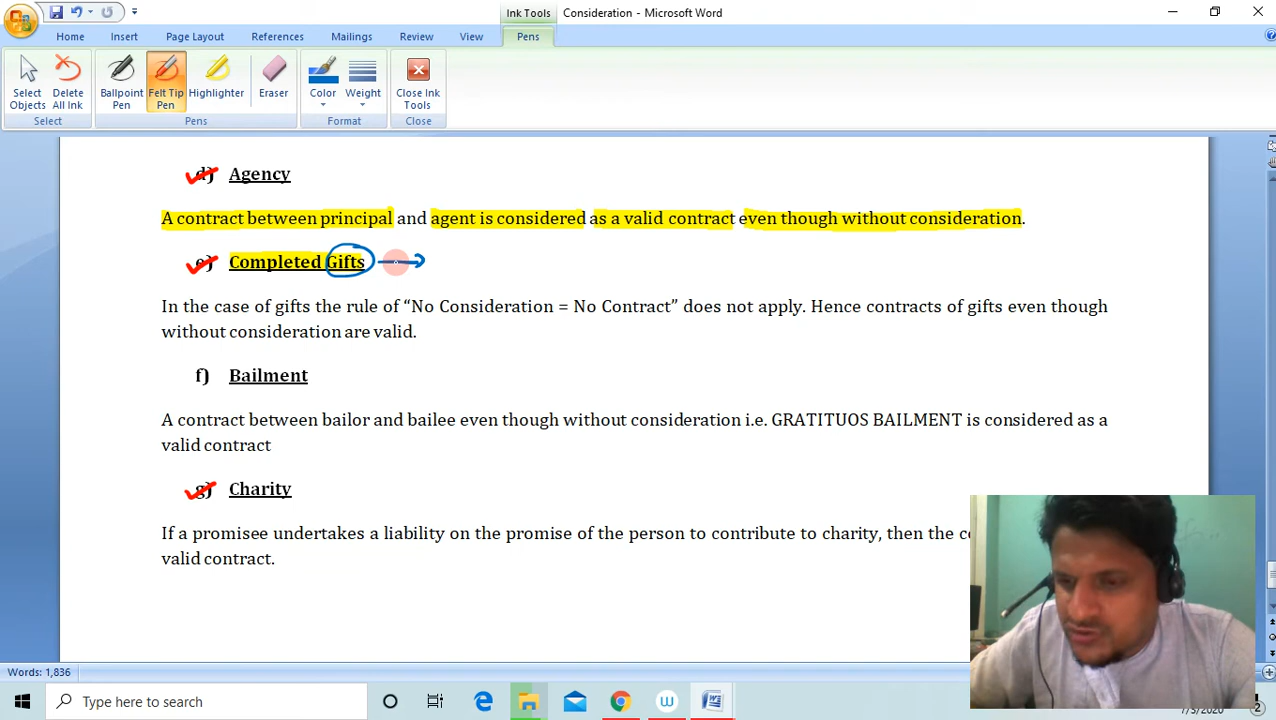 Ink Tools
Consideration - Microsoft Word
Home
Insert
Page Layout
References
Mailings
Review
View
Pens
Select Objects
Delete All Ink
Ballpoint Pen
Felt Tip Pen
Highlighter
Eraser
Color
Weight
Close Ink Tools
Select
Pens
Format
Close
d) Agency
A contract between principal and agent is considered as a valid contract even though without consideration.
e) Completed Gifts
In the case of gifts the rule of “No Consideration = No Contract” does not apply. Hence contracts of gifts even though
without consideration are valid.
f) Bailment
A contract between bailor and bailee even though without consideration i.e. GRATITUOS BAILMENT is considered as a
valid contract
g) Charity
If a promisee undertakes a liability on the promise of the person to contribute to charity, then the
valid contract.
Words: 1,836
Type here to search
7/3/2020
2